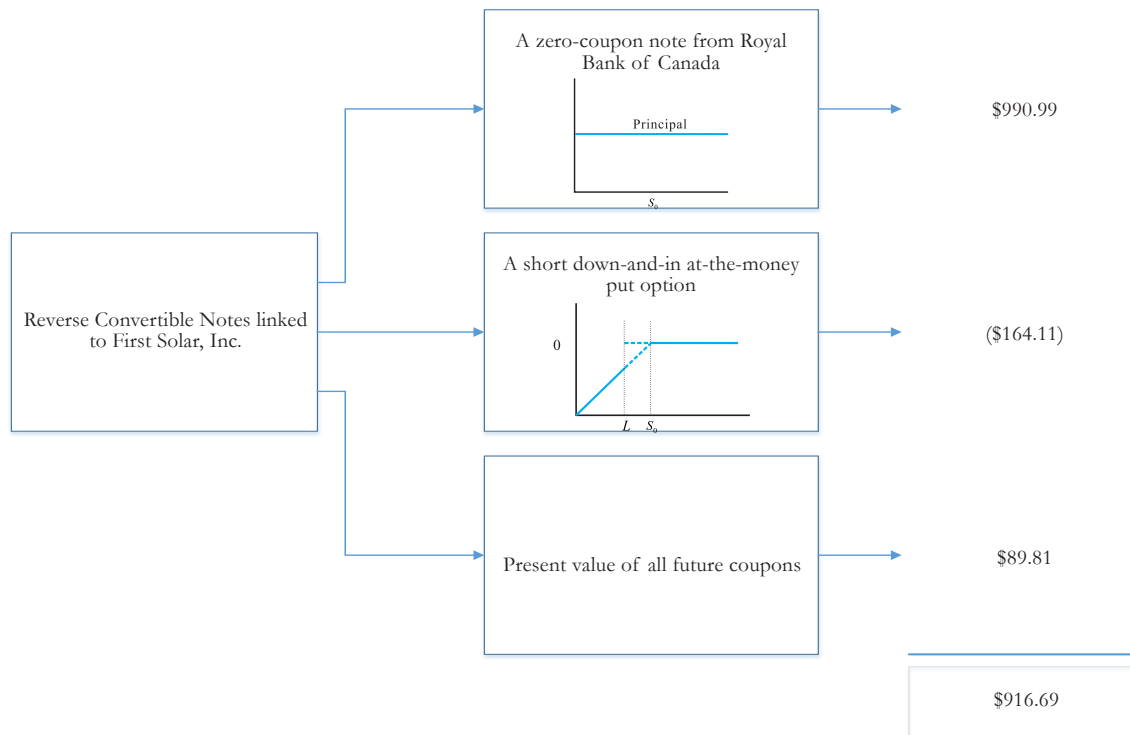 A zero-coupon note from Royal
Bank of Canada
Principal
S₀
$990.99
Reverse Convertible Notes linked
to First Solar, Inc.
A short down-and-in at-the-money
put option
0
L
S₀
($164.11)
Present value of all future coupons
$89.81
$916.69